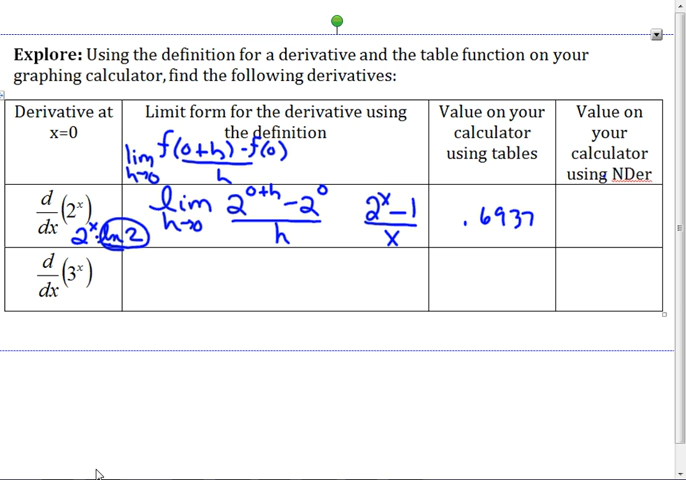 Explore: Using the definition for a derivative and the table function on your
graphing calculator, find the following derivatives:
Derivative at
x=0
Limit form for the derivative using
the definition
lim h→0 f(0+h) - f(0) / h
Value on your
calculator
using tables
Value on
your
calculator
using NDer
d/dx (2^x)
2^x · ln 2
lim h→0 2^(0+h) - 2^0 / h
2^x - 1 / x
.6937
d/dx (3^x)